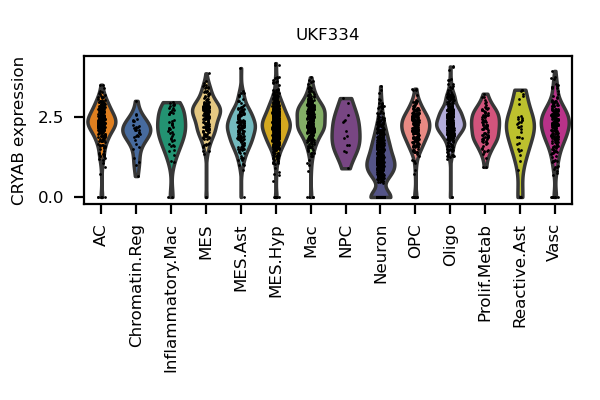 UKF334
CRYAB expression
2.5
0.0
AC
Chromatin.Reg
Inflammatory.Mac
MES
MES.Ast
MES.Hyp
Mac
NPC
Neuron
OPC
Oligo
Prolif.Metab
Reactive.Ast
Vasc